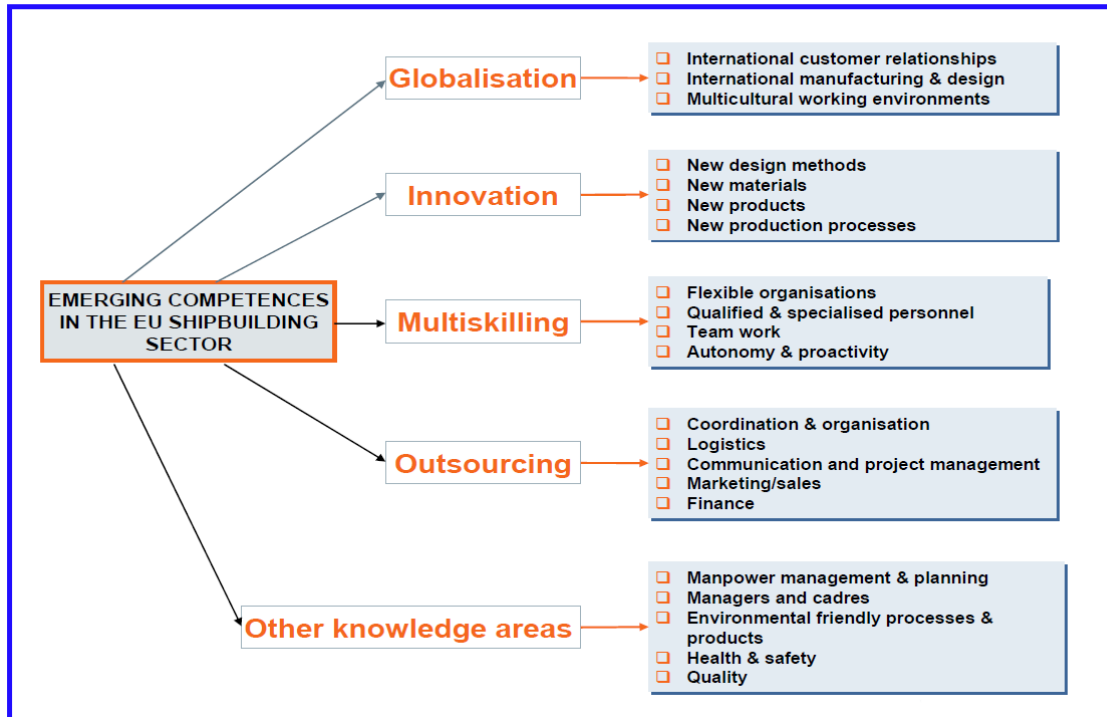 Globalisation
❑ International customer relationships
❑ International manufacturing & design
❑ Multicultural working environments
Innovation
❑ New design methods
❑ New materials
❑ New products
❑ New production processes
EMERGING COMPETENCES
IN THE EU SHIPBUILDING
SECTOR
Multiskilling
❑ Flexible organisations
❑ Qualified & specialised personnel
❑ Team work
❑ Autonomy & proactivity
Outsourcing
❑ Coordination & organisation
❑ Logistics
❑ Communication and project management
❑ Marketing/sales
❑ Finance
Other knowledge areas
❑ Manpower management & planning
❑ Managers and cadres
❑ Environmental friendly processes &
products
❑ Health & safety
❑ Quality